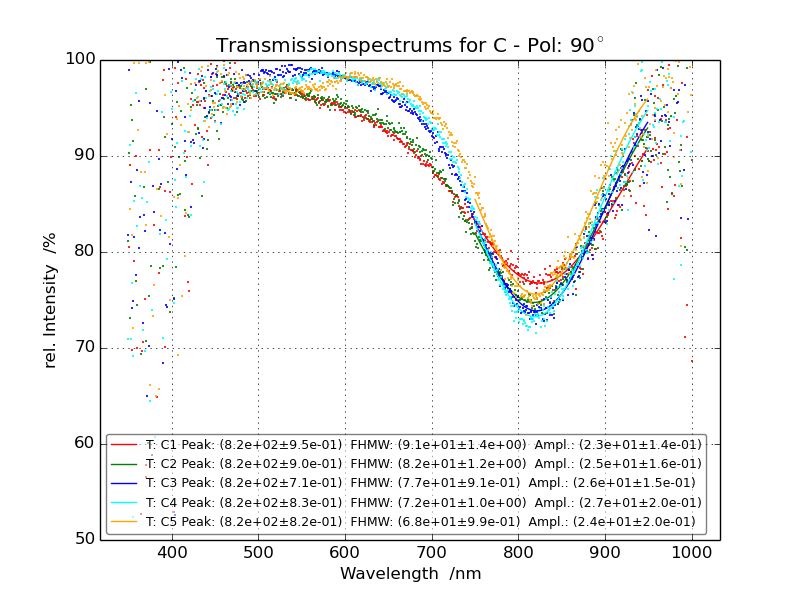 Transmissionspectrums for C - Pol: 90°
100
90
80
70
60
50
rel. Intensity /%
T: C1 Peak: (8.2e+02±9.5e-01) FHMW: (9.1e+01±1.4e+00) Ampl.: (2.3e+01±1.4e-01)
T: C2 Peak: (8.2e+02±9.0e-01) FHMW: (8.2e+01±1.2e+00) Ampl.: (2.5e+01±1.6e-01)
T: C3 Peak: (8.2e+02±7.1e-01) FHMW: (7.7e+01±9.1e-01) Ampl.: (2.6e+01±1.5e-01)
T: C4 Peak: (8.2e+02±8.3e-01) FHMW: (7.2e+01±1.0e+00) Ampl.: (2.7e+01±2.0e-01)
T: C5 Peak: (8.2e+02±8.2e-01) FHMW: (6.8e+01±9.9e-01) Ampl.: (2.4e+01±2.0e-01)
400 500 600 700 800 900 1000
Wavelength /nm